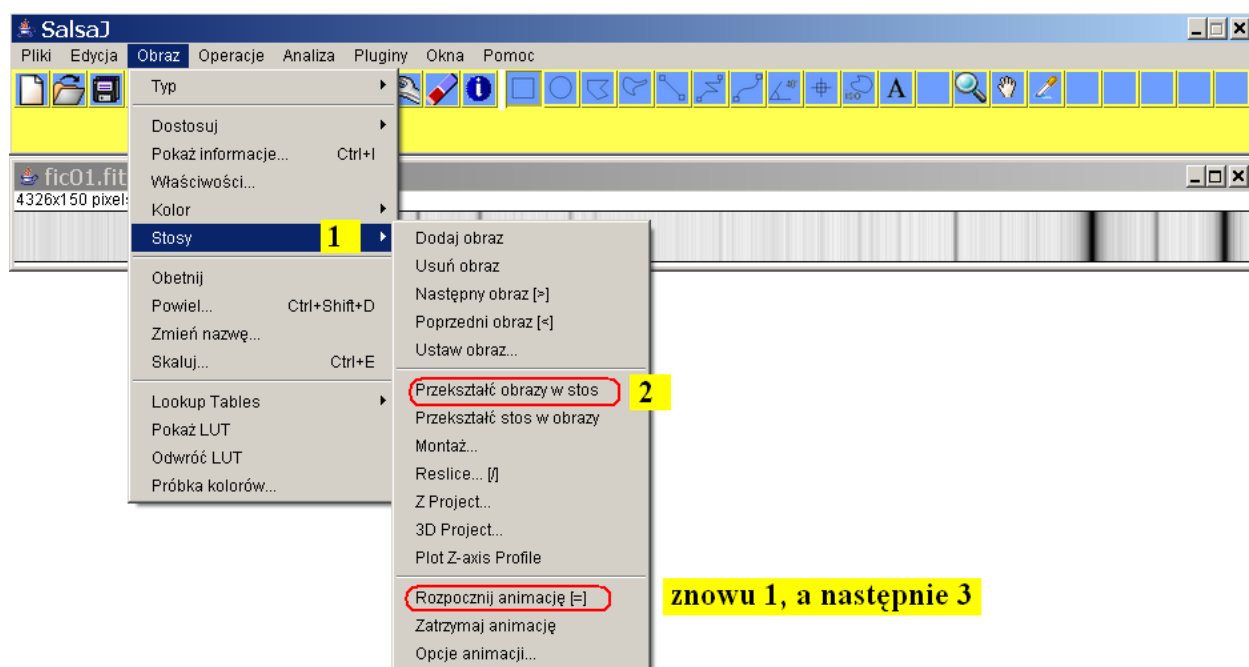 SalsaJ
Pliki Edycja Obraz Operacje Analiza Pluginy Okna Pomoc
A
Typ
Dostosuj
Pokaż informacje... Ctrl+I
fic01.fit
4326x150 pixel
Właściwości...
Kolor
Stosy 1
Obetnij
Powiel... Ctrl+Shift+D
Zmień nazwę...
Skaluj... Ctrl+E
Lookup Tables
Pokaż LUT
Odwróć LUT
Próbka kolorów...
Dodaj obraz
Usuń obraz
Następny obraz [>]
Poprzedni obraz [<]
Ustaw obraz...
Przekształć obrazy w stos 2
Przekształć stos w obrazy
Montaż...
Reslice... [/]
Z Project...
3D Project...
Plot Z-axis Profile
Rozpocznij animację [=] znowu 1, a następnie 3
Zatrzymaj animację
Opcje animacji...